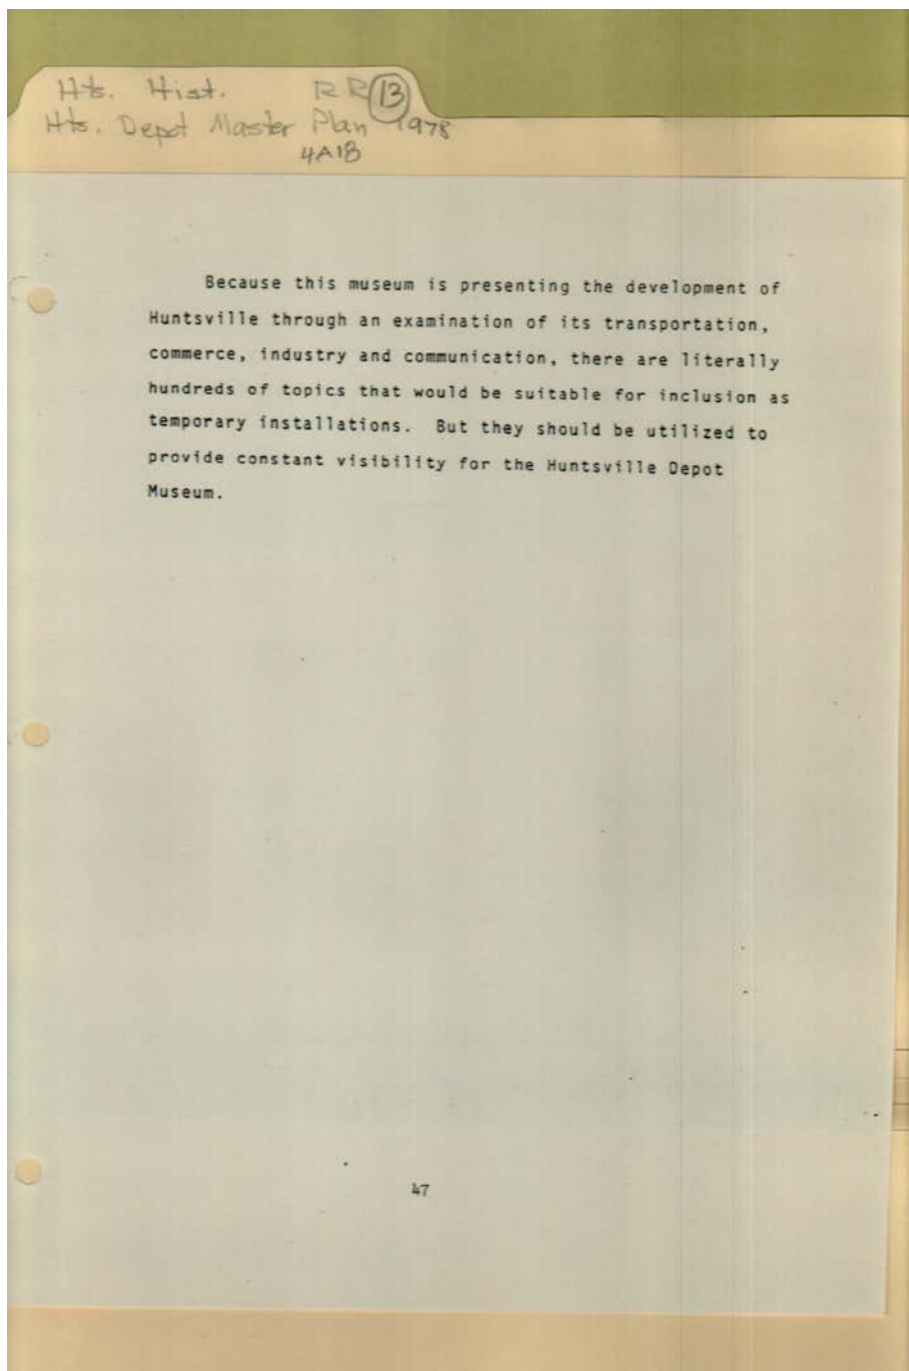 Hts. Hist. RR 13
Hts. Depot Master Plan 1978
4A1B
Because this museum is presenting the development of
Huntsville through an examination of its transportation,
commerce, industry and communication, there are literally
hundreds of topics that would be suitable for inclusion as
temporary installations. But they should be utilized to
provide constant visibility for the Huntsville Depot
Museum.
47